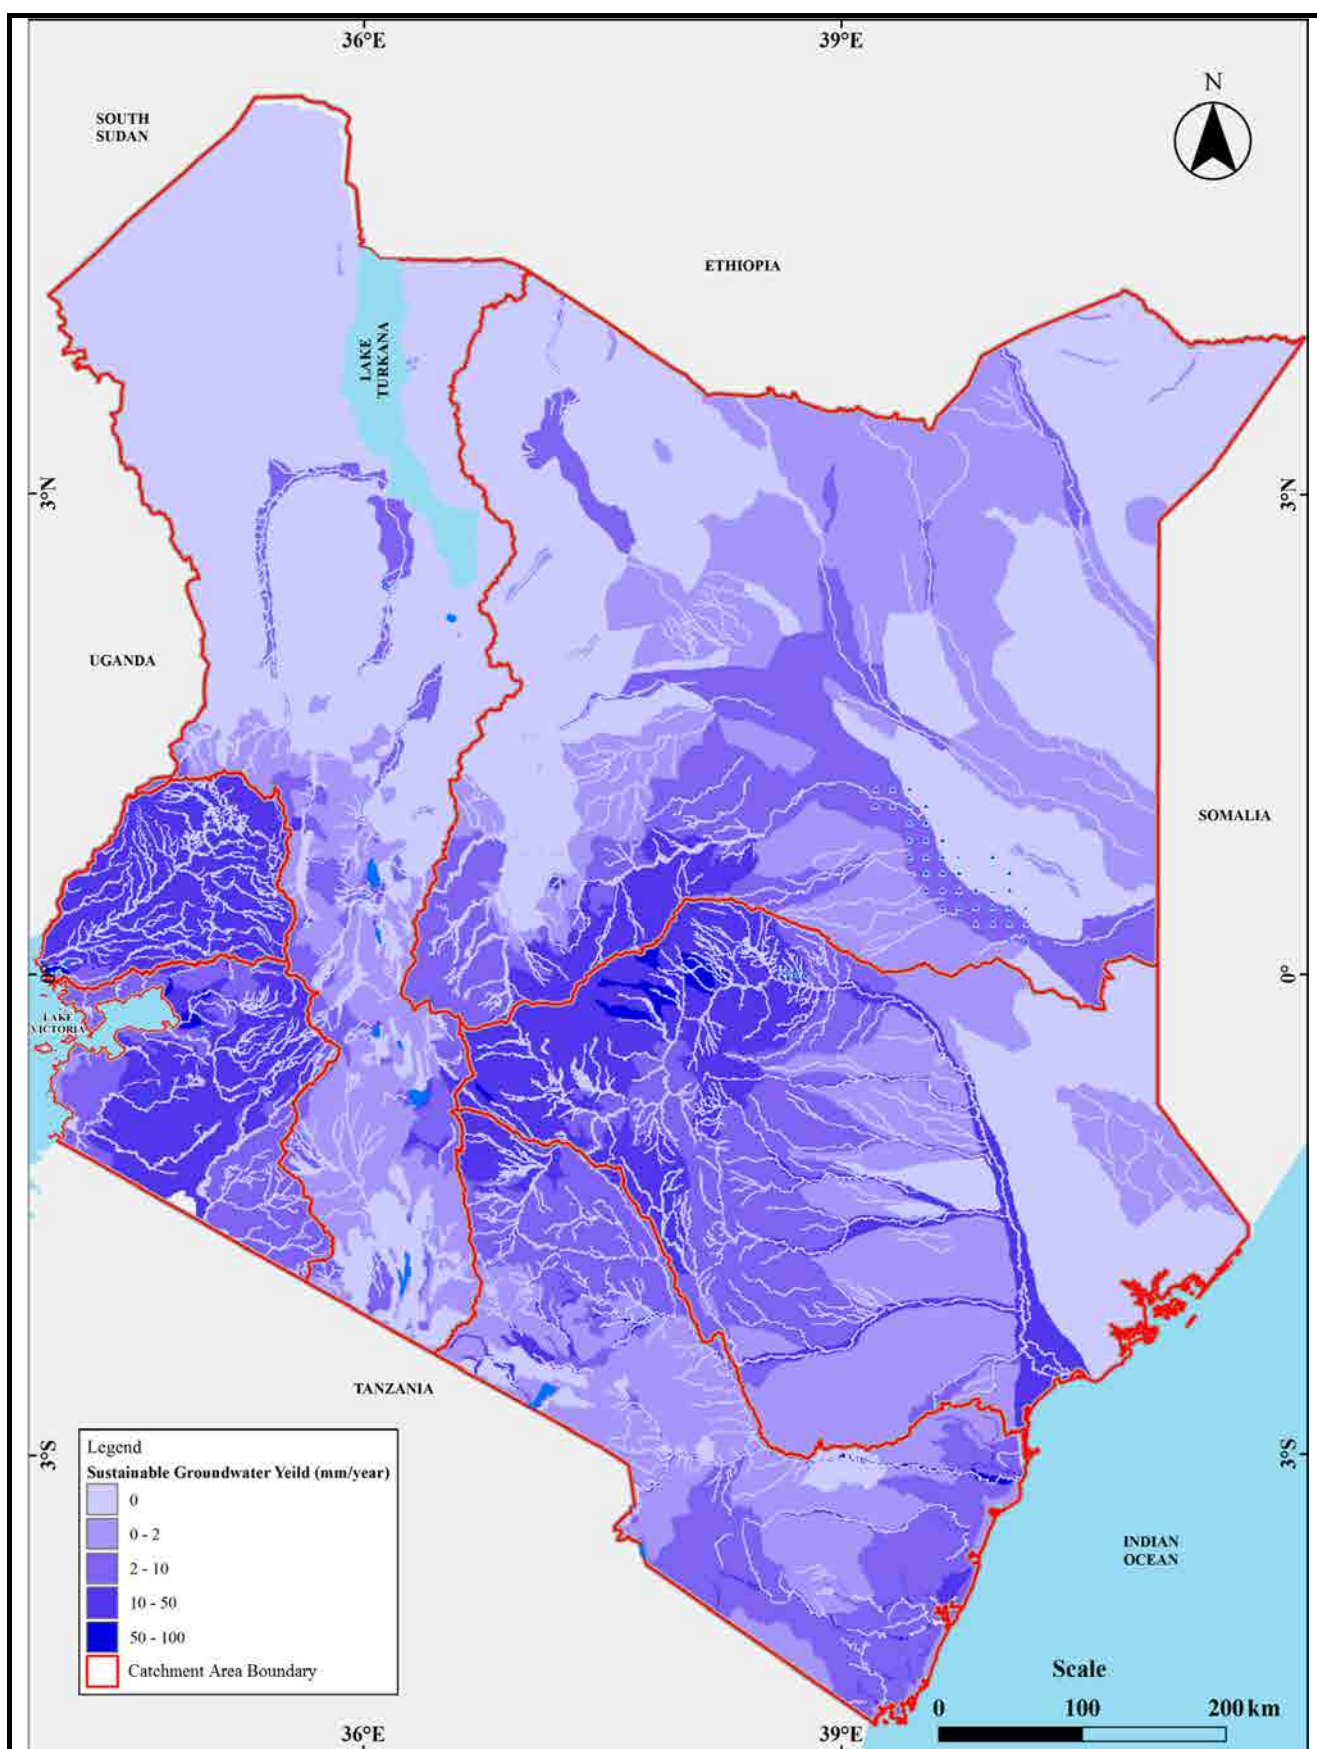 36°E
39°E
N
SOUTH
SUDAN
ETHIOPIA
LAKE
TURKANA
3°N
3°N
UGANDA
SOMALIA
0°
0°
LAKE
VICTORIA
TANZANIA
3°S
3°S
INDIAN
OCEAN
Legend
Sustainable Groundwater Yeild (mm/year)
0
0 - 2
2 - 10
10 - 50
50 - 100
Catchment Area Boundary
Scale
0
100
200 km
36°E
39°E